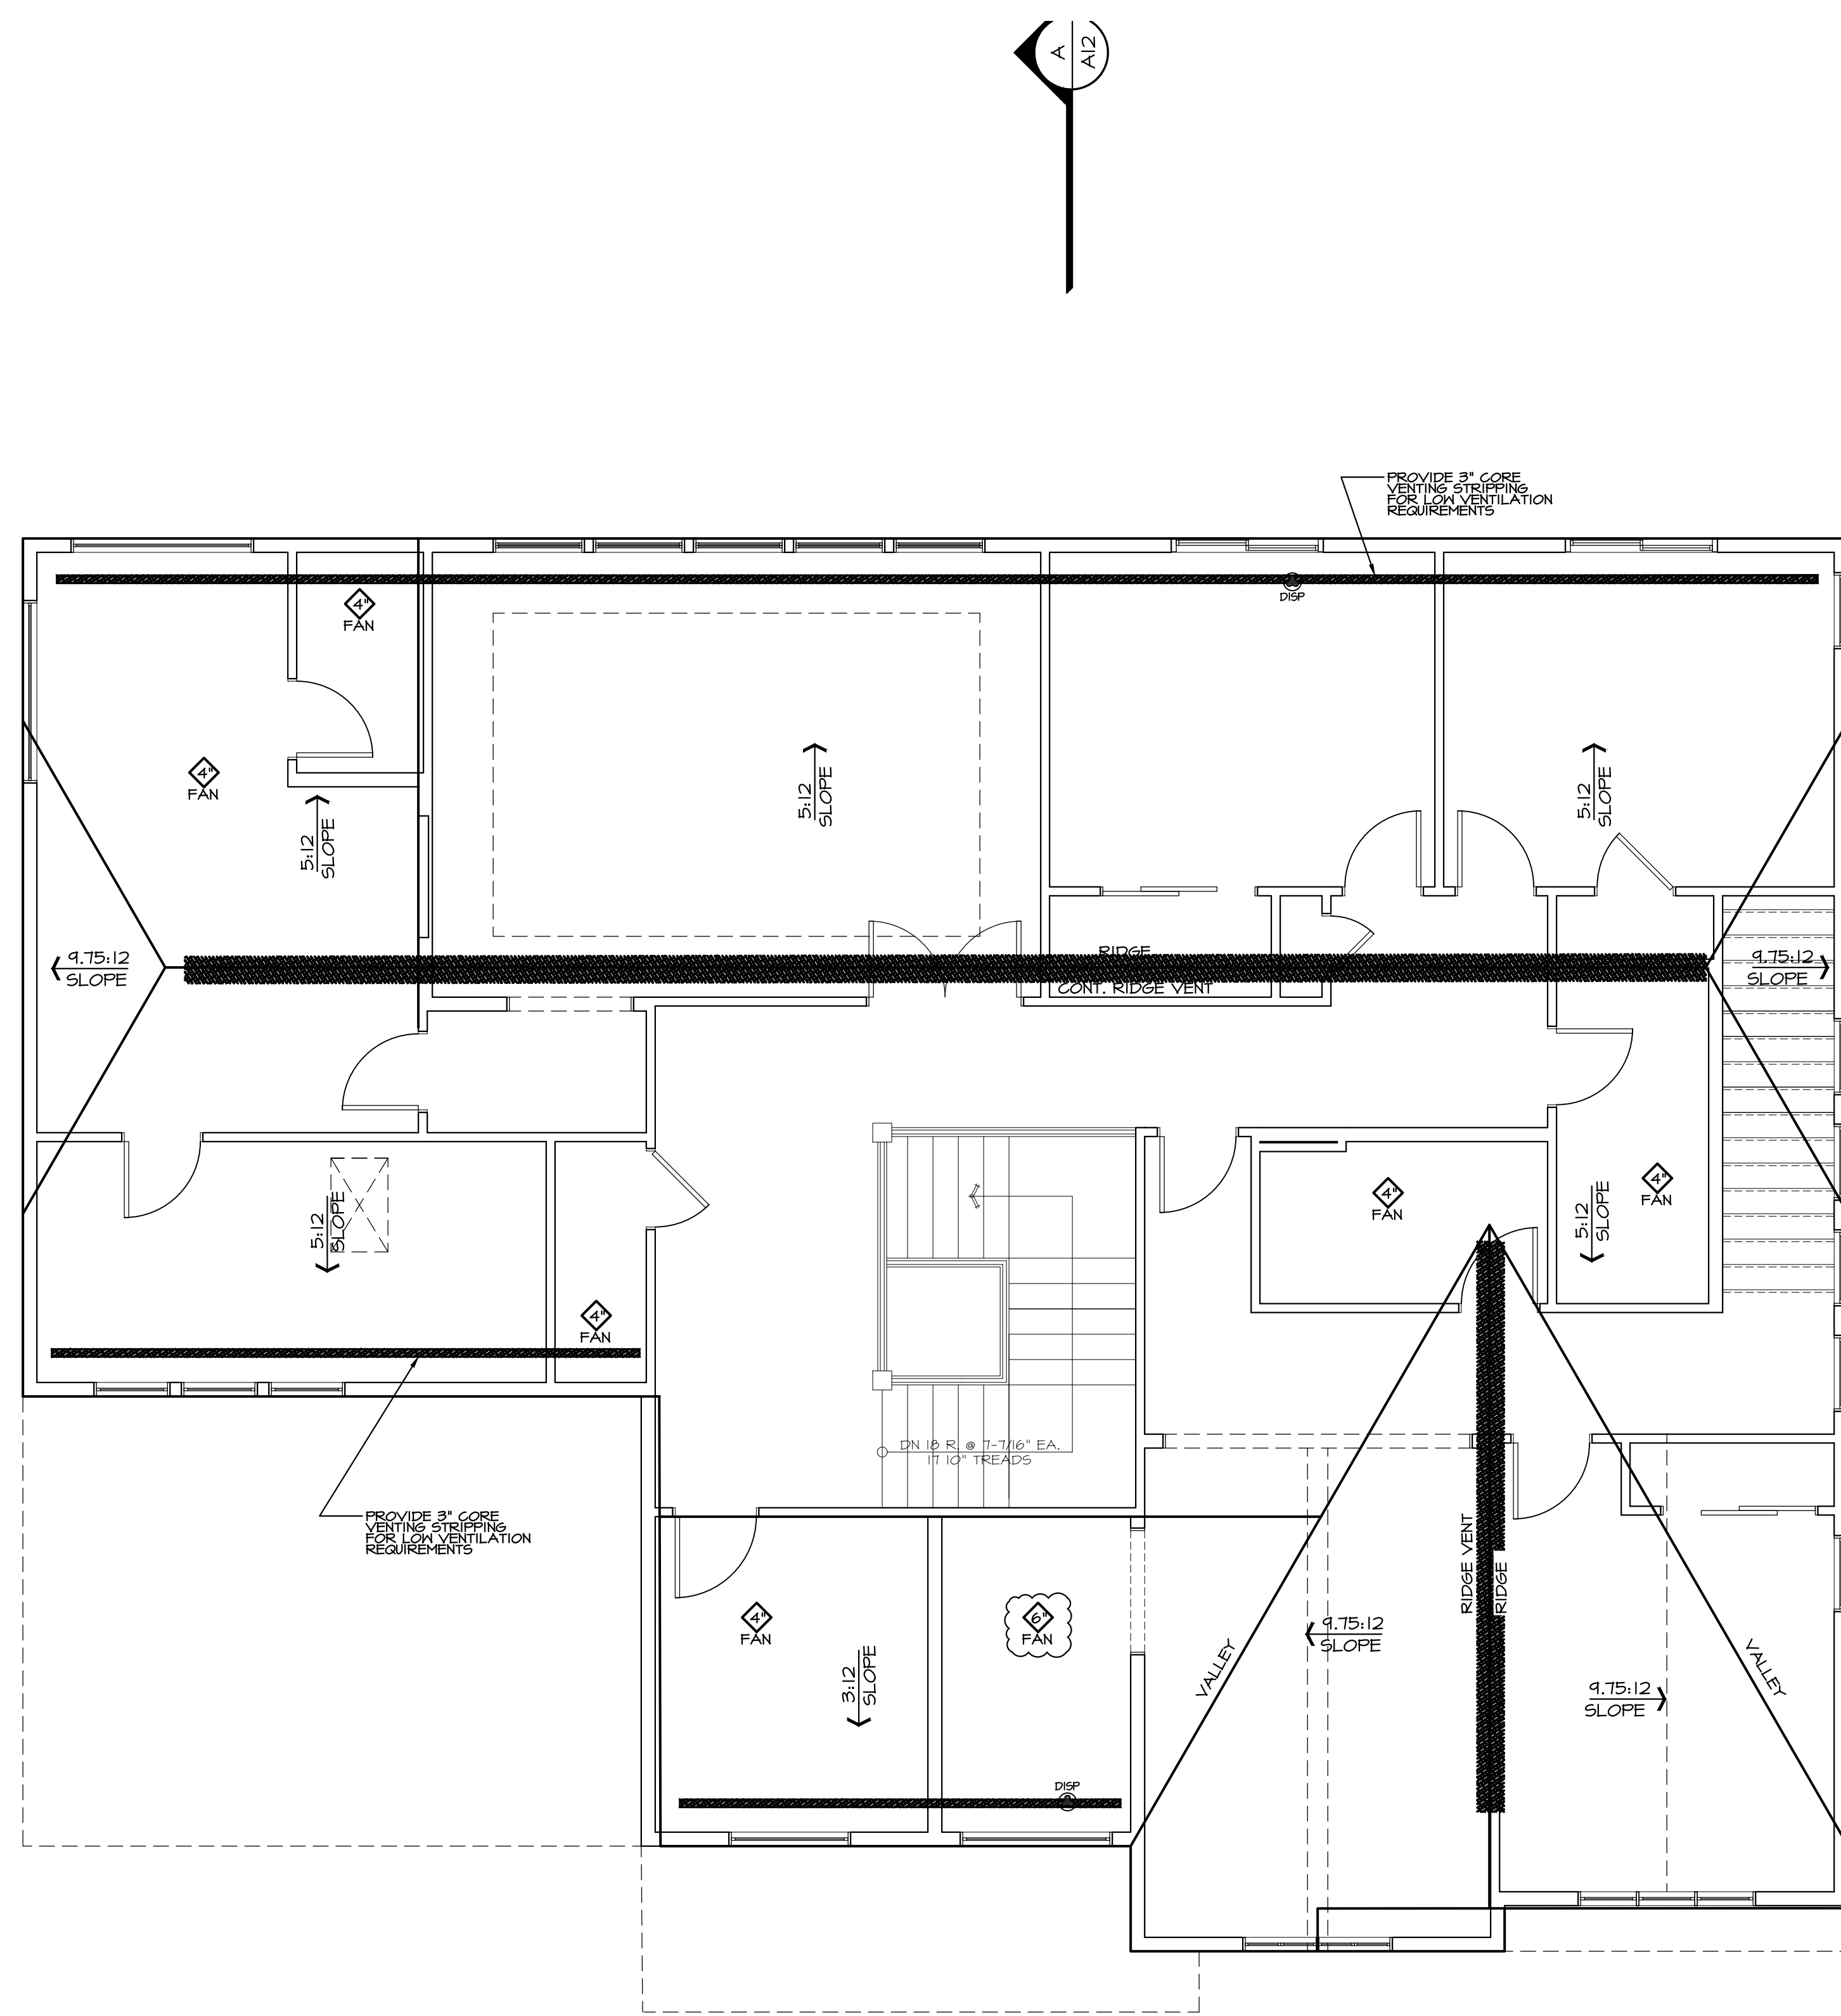 A
A12
PROVIDE 3" CORE
VENTING STRIPPING
FOR LOW VENTILATION
REQUIREMENTS
DISP
4"
FAN
4"
FAN
5:12
SLOPE
5:12
SLOPE
5:12
SLOPE
9.75:12
SLOPE
RIDGE
CONT. RIDGE VENT
9.75:12
SLOPE
5:12
SLOPE
4"
FAN
4"
FAN
5:12
SLOPE
4"
FAN
DN 18 R. @ 7-7/16" EA.
17 10" TREADS
PROVIDE 3" CORE
VENTING STRIPPING
FOR LOW VENTILATION
REQUIREMENTS
RIDGE VENT
RIDGE
4"
FAN
6"
FAN
3:12
SLOPE
VALLEY
9.75:12
SLOPE
9.75:12
SLOPE
VALLEY
DISP